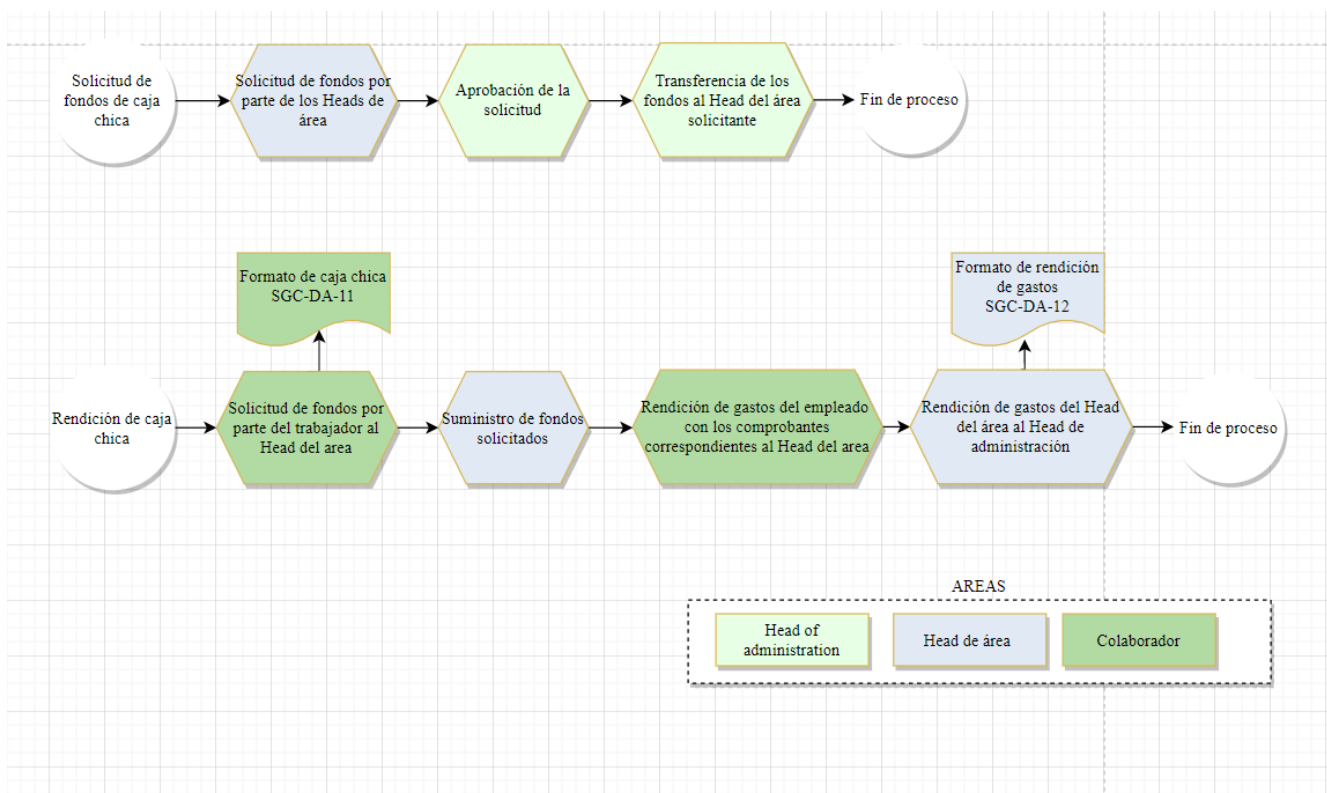 Solicitud de
fondos de caja
chica
Solicitud de fondos por
parte de los Heads de
área
Aprobación de la
solicitud
Transferencia de los
fondos al Head del área
solicitante
Fin de proceso
Formato de caja chica
SGC-DA-11
Formato de rendición
de gastos
SGC-DA-12
Rendición de caja
chica
Solicitud de fondos por
parte del trabajador al
Head del area
Suministro de fondos
solicitados
Rendición de gastos del empleado
con los comprobantes
correspondientes al Head del area
Rendición de gastos del Head
del área al Head de
administración
Fin de proceso
AREAS
Head of
administration
Head de área
Colaborador